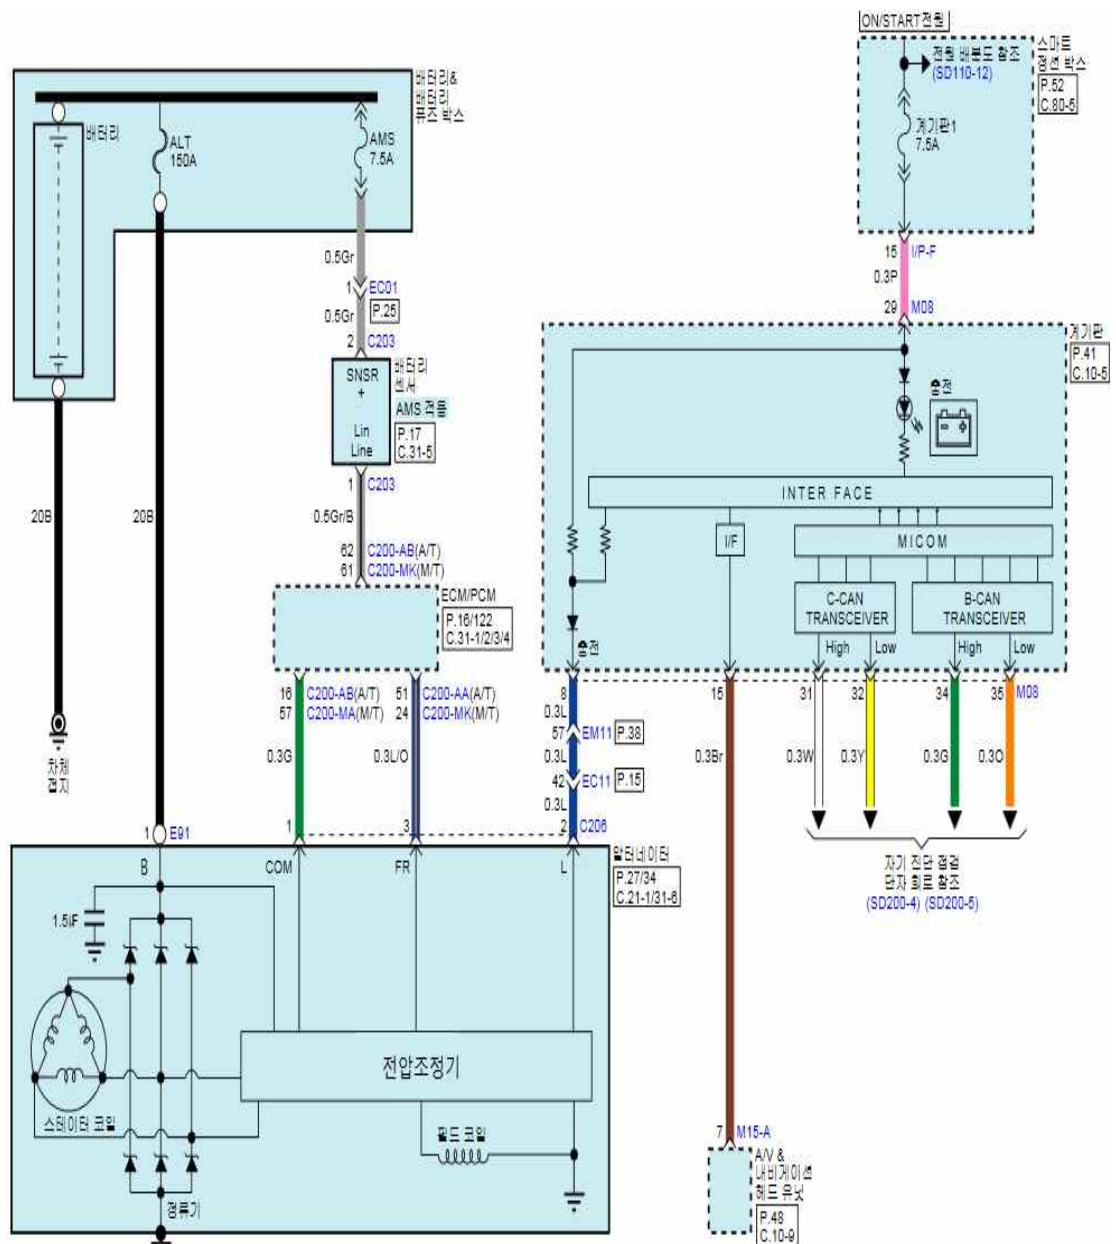 ON/START전원
전원 배분도 참조
(SD110-12)
스마트
정션 박스
P.52
C.80-6
계기판1
7.5A
15 I/P-F
0.3P
29 M08
배터리&
배터리
퓨즈 박스
배터리
ALT
150A
AMS
7.5A
0.5Gr
1 EC01
P.25
0.5Gr
2 C203
SNSR
+
Lin
Line
배터리
센서
AMS 적용
P.17
C.31-5
1 C203
0.5Gr/B
62 C200-AB(A/T)
61 C200-MK(M/T)
20B
20B
차체
접지
ECM/PCM
P.16/122
C.31-1/2/3/4
16 C200-AB(A/T)
57 C200-MA(M/T)
51 C200-AA(A/T)
24 C200-MK(M/T)
0.3G
0.3L/O
계기판
P.41
C.10-5
충전
INTER FACE
I/F
MICOM
C-CAN
TRANSCEIVER
B-CAN
TRANSCEIVER
High
Low
High
Low
충전
8
15
31
32
34
35 M08
0.3L
57 EM11 P.38
0.3L
42 EC11 P.15
0.3L
0.3Br
0.3W
0.3Y
0.3G
0.3O
자기 진단 점검
단자 회로 참조
(SD200-4) (SD200-5)
1 E91
1
3
2 C206
알터네이터
P.27/34
C.21-1/31-6
B
COM
FR
L
전압조정기
스테이터 코일
필드 코일
정류기
7 M15-A
A/V &
내비게이션
헤드 유닛
P.48
C.10-9